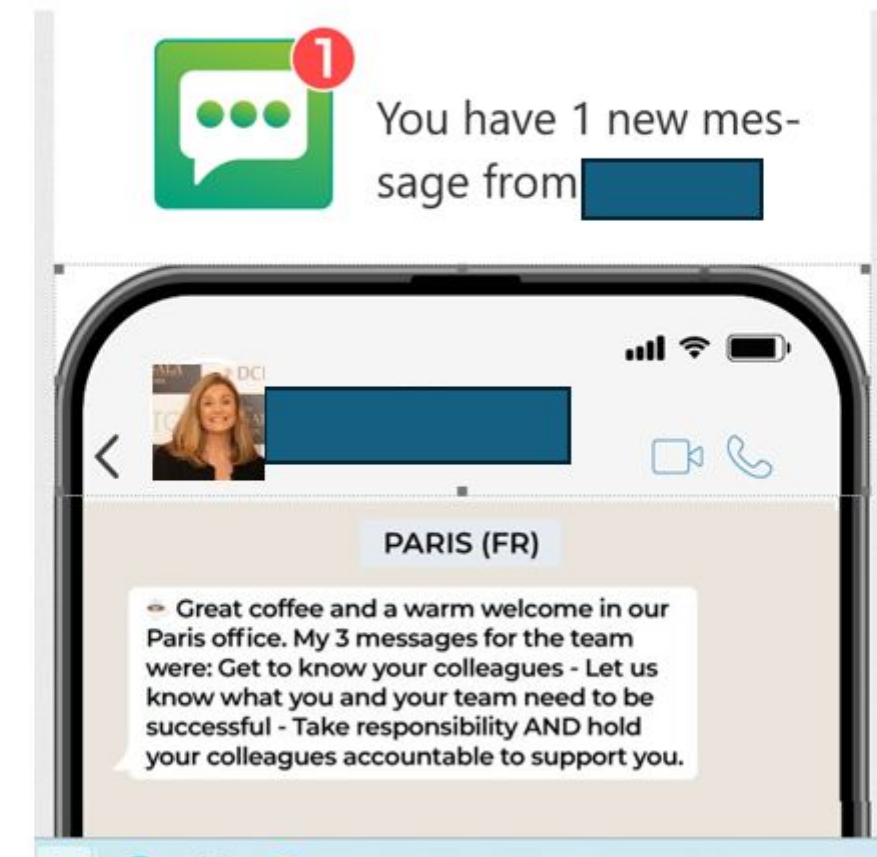 1
You have 1 new mes-
sage from
DCI
PARIS (FR)
Great coffee and a warm welcome in our
Paris office. My 3 messages for the team
were: Get to know your colleagues - Let us
know what you and your team need to be
successful - Take responsibility AND hold
your colleagues accountable to support you.